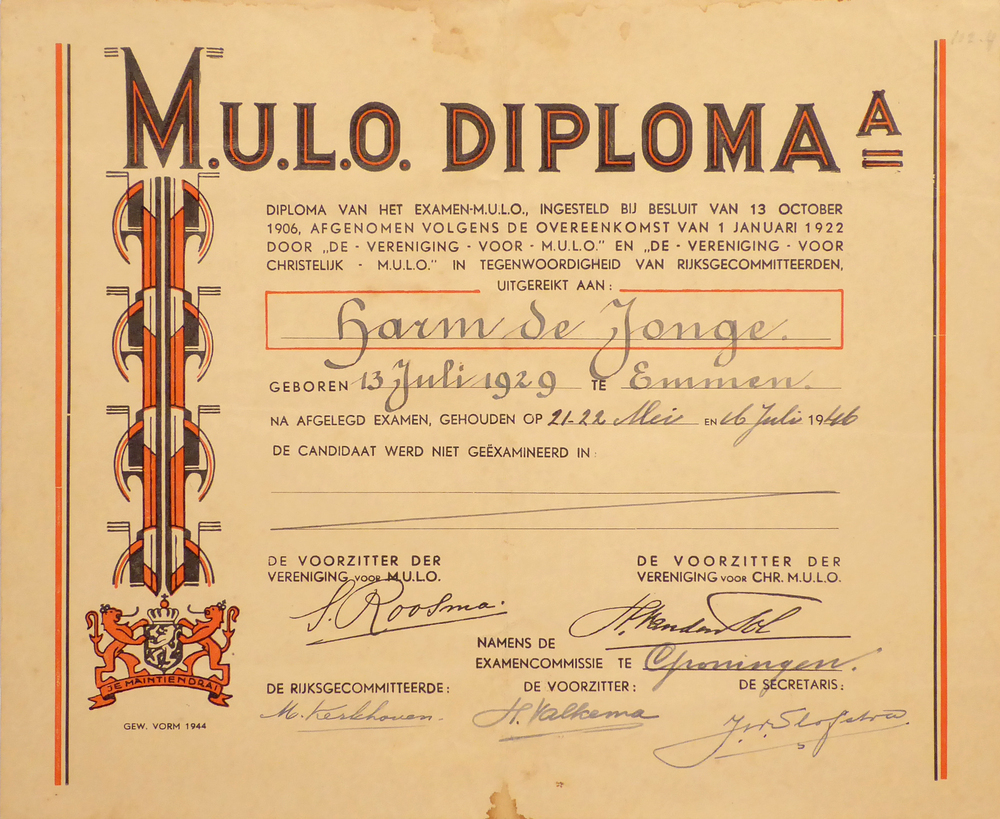 M.U.L.O. DIPLOMA A
DIPLOMA VAN HET EXAMEN-M.U.L.O., INGESTELD BIJ BESLUIT VAN 13 OCTOBER
1906, AFGENOMEN VOLGENS DE OVEREENKOMST VAN 1 JANUARI 1922
DOOR „DE - VERENIGING - VOOR - M.U.L.O." EN „DE - VERENIGING - VOOR
CHRISTELIJK - M.U.L.O." IN TEGENWOORDIGHEID VAN RIJKSGECOMMITTEERDEN,
UITGEREIKT AAN:
Harm de Jonge.
GEBOREN 13 Juli 1929 TE Emmen.
NA AFGELEGD EXAMEN, GEHOUDEN OP 21-22 Mei EN 16 Juli 1946
DE CANDIDAAT WERD NIET GEËXAMINEERD IN:
DE VOORZITTER DER
VERENIGING VOOR M.U.L.O.
S. Roosma.
DE VOORZITTER DER
VERENIGING VOOR CHR. M.U.L.O.
NAMENS DE
EXAMENCOMMISSIE TE Groningen.
DE RIJKSGECOMMITTEERDE:
M. Kerkhoven.
DE VOORZITTER:
H. Valkema
DE SECRETARIS:
JE MAINTIENDRAI
GEW. VORM 1944